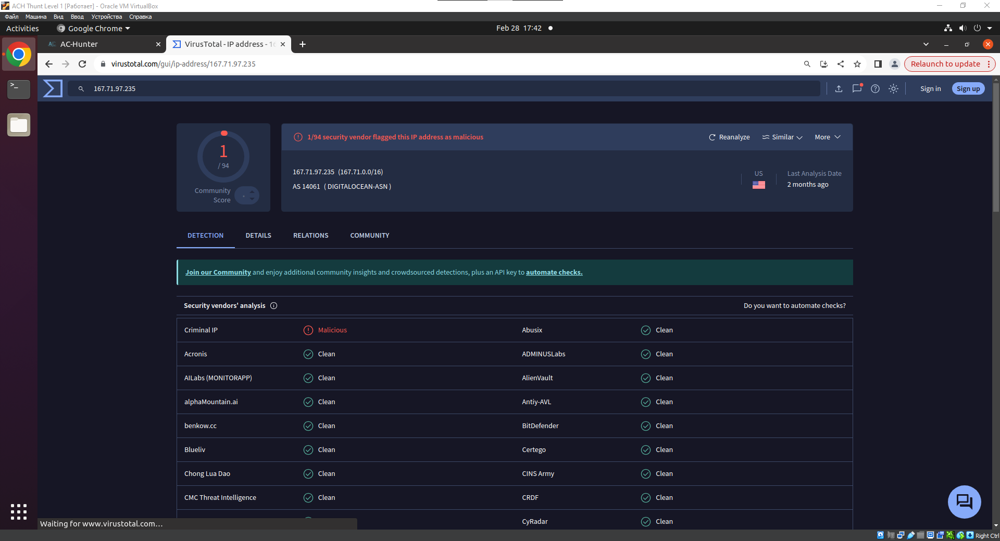 ACH Thunt Level 1 [Работает] - Oracle VM VirtualBox
Файл Машина Вид Ввод Устройства Справка
Activities Google Chrome Feb 28 17:42
AC-Hunter VirusTotal - IP address - 16
virustotal.com/gui/ip-address/167.71.97.235 Relaunch to update
167.71.97.235 Sign in Sign up
1/94 security vendor flagged this IP address as malicious Reanalyze Similar More
1
/ 94
Community
Score
167.71.97.235 (167.71.0.0/16)
AS 14061 ( DIGITALOCEAN-ASN )
US
Last Analysis Date
2 months ago
DETECTION DETAILS RELATIONS COMMUNITY
Join our Community and enjoy additional community insights and crowdsourced detections, plus an API key to automate checks.
Security vendors' analysis Do you want to automate checks?
Criminal IP Malicious Abusix Clean
Acronis Clean ADMINUSLabs Clean
AILabs (MONITORAPP) Clean AlienVault Clean
alphaMountain.ai Clean Antiy-AVL Clean
benkow.cc Clean BitDefender Clean
Blueliv Clean Certego Clean
Chong Lua Dao Clean CINS Army Clean
CMC Threat Intelligence Clean CRDF Clean
CyRadar Clean
Waiting for www.virustotal.com...
Right Ctrl